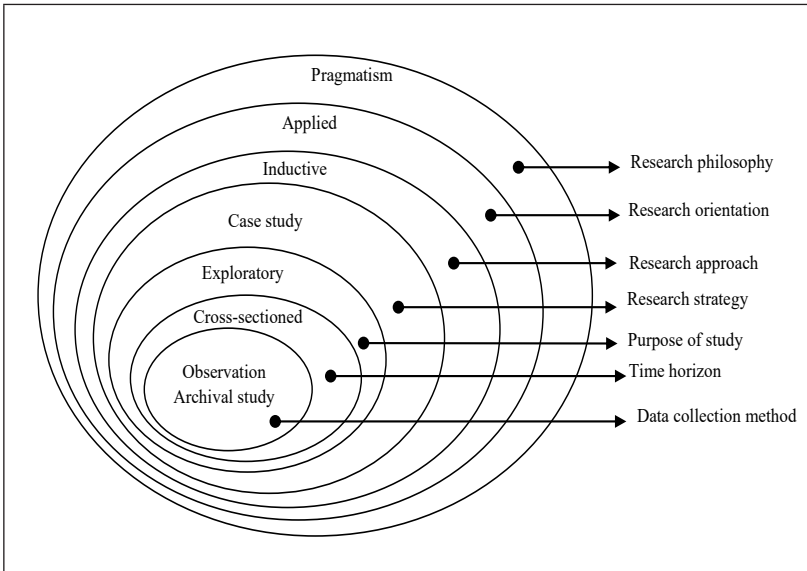 Pragmatism
Applied
Inductive
Case study
Exploratory
Cross-sectioned
Observation
Archival study
Research philosophy
Research orientation
Research approach
Research strategy
Purpose of study
Time horizon
Data collection method